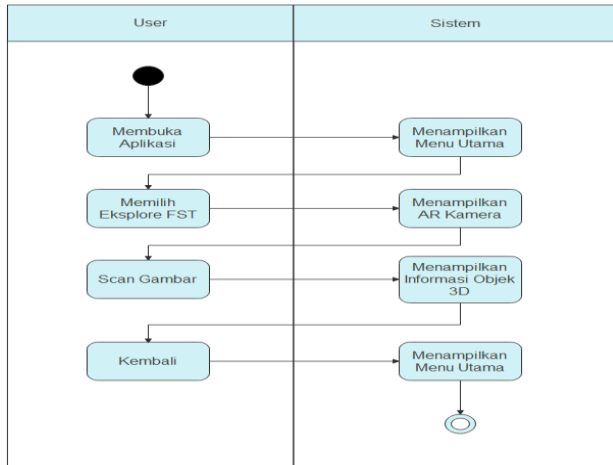 User
Sistem
Membuka
Aplikasi
Menampilkan
Menu Utama
Memilih
Eksplore FST
Menampilkan
AR Kamera
Scan Gambar
Menampilkan
Informasi Objek
3D
Kembali
Menampilkan
Menu Utama